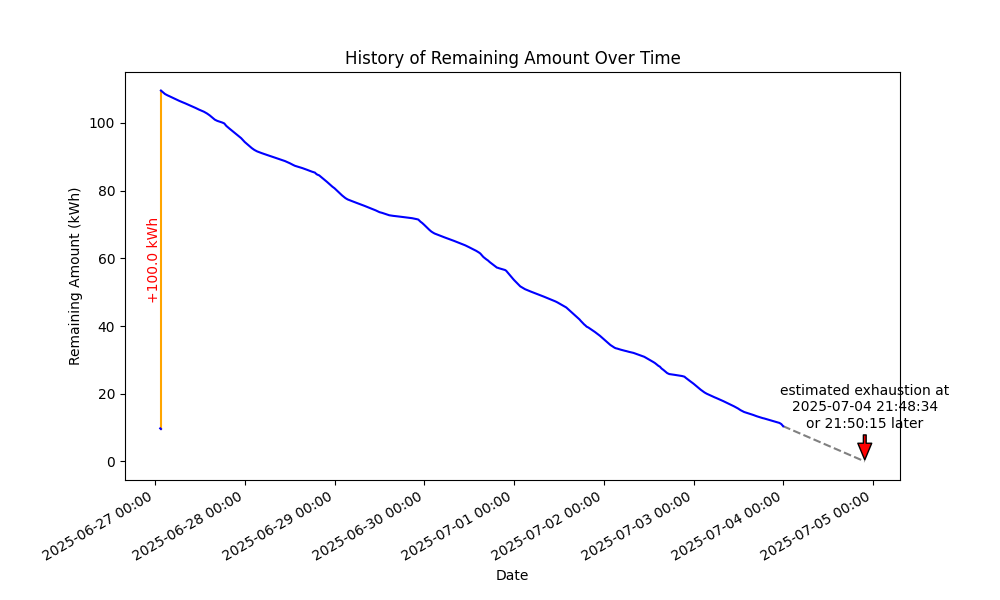 History of Remaining Amount Over Time
Remaining Amount (kWh)
100
80
60
40
20
0
+100.0 kWh
estimated exhaustion at
2025-07-04 21:48:34
or 21:50:15 later
2025-06-27 00:00
2025-06-28 00:00
2025-06-29 00:00
2025-06-30 00:00
2025-07-01 00:00
2025-07-02 00:00
2025-07-03 00:00
2025-07-04 00:00
2025-07-05 00:00
Date